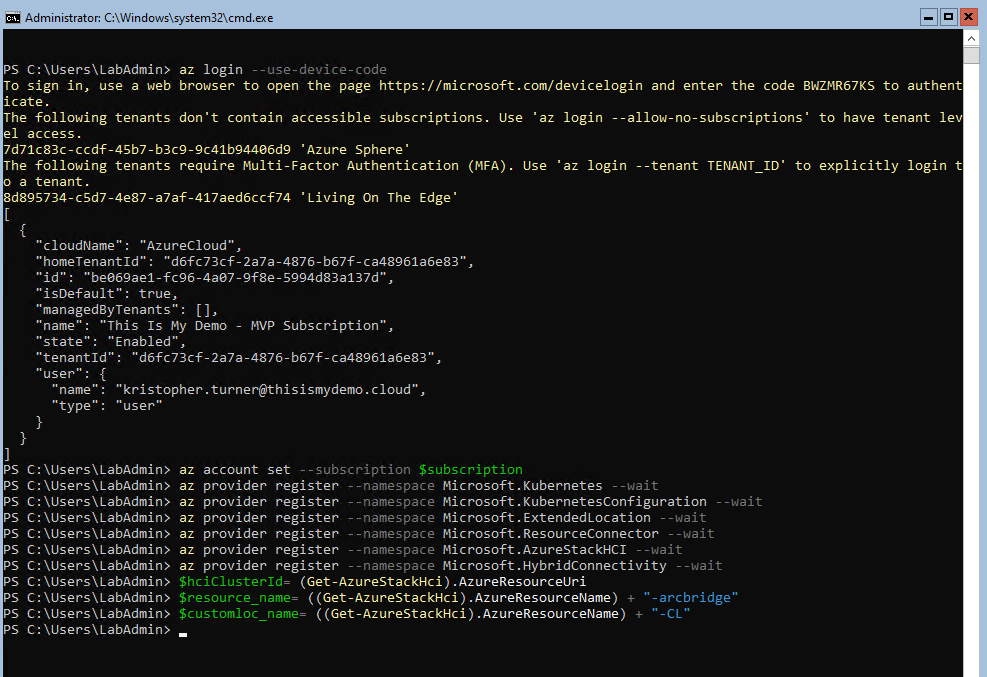 Administrator: C:\Windows\system32\cmd.exe
PS C:\Users\LabAdmin> az login --use-device-code
To sign in, use a web browser to open the page https://microsoft.com/devicelogin and enter the code BWZMR67KS to authent
icate.
The following tenants don't contain accessible subscriptions. Use 'az login --allow-no-subscriptions' to have tenant lev
el access.
7d71c83c-ccdf-45b7-b3c9-9c41b94406d9 'Azure Sphere'
The following tenants require Multi-Factor Authentication (MFA). Use 'az login --tenant TENANT_ID' to explicitly login t
o a tenant.
8d895734-c5d7-4e87-a7af-417aed6ccf74 'Living On The Edge'
[
  {
    "cloudName": "AzureCloud",
    "homeTenantId": "d6fc73cf-2a7a-4876-b67f-ca48961a6e83",
    "id": "be069ae1-fc96-4a07-9f8e-5994d83a137d",
    "isDefault": true,
    "managedByTenants": [],
    "name": "This Is My Demo - MVP Subscription",
    "state": "Enabled",
    "tenantId": "d6fc73cf-2a7a-4876-b67f-ca48961a6e83",
    "user": {
      "name": "kristopher.turner@thisismydemo.cloud",
      "type": "user"
    }
  }
]
PS C:\Users\LabAdmin> az account set --subscription $subscription
PS C:\Users\LabAdmin> az provider register --namespace Microsoft.Kubernetes --wait
PS C:\Users\LabAdmin> az provider register --namespace Microsoft.KubernetesConfiguration --wait
PS C:\Users\LabAdmin> az provider register --namespace Microsoft.ExtendedLocation --wait
PS C:\Users\LabAdmin> az provider register --namespace Microsoft.ResourceConnector --wait
PS C:\Users\LabAdmin> az provider register --namespace Microsoft.AzureStackHCI --wait
PS C:\Users\LabAdmin> az provider register --namespace Microsoft.HybridConnectivity --wait
PS C:\Users\LabAdmin> $hciClusterId= (Get-AzureStackHci).AzureResourceUri
PS C:\Users\LabAdmin> $resource_name= ((Get-AzureStackHci).AzureResourceName) + "-arcbridge"
PS C:\Users\LabAdmin> $customloc_name= ((Get-AzureStackHci).AzureResourceName) + "-CL"
PS C:\Users\LabAdmin>